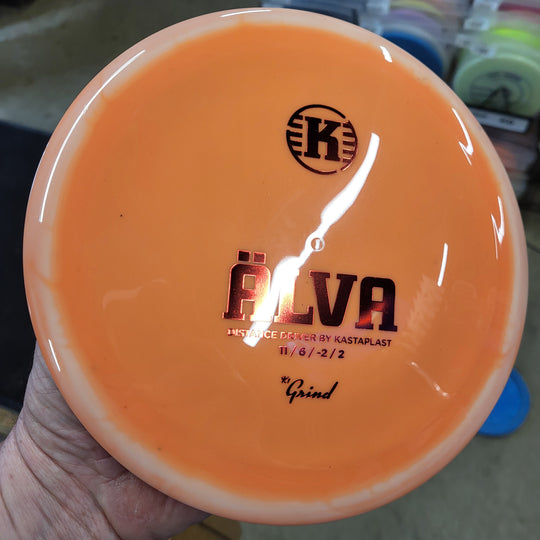 K
ÄLVA
DISTANCE DRIVER BY KASTAPLAST
11 / 6 / -2 / 2
K1 Grind